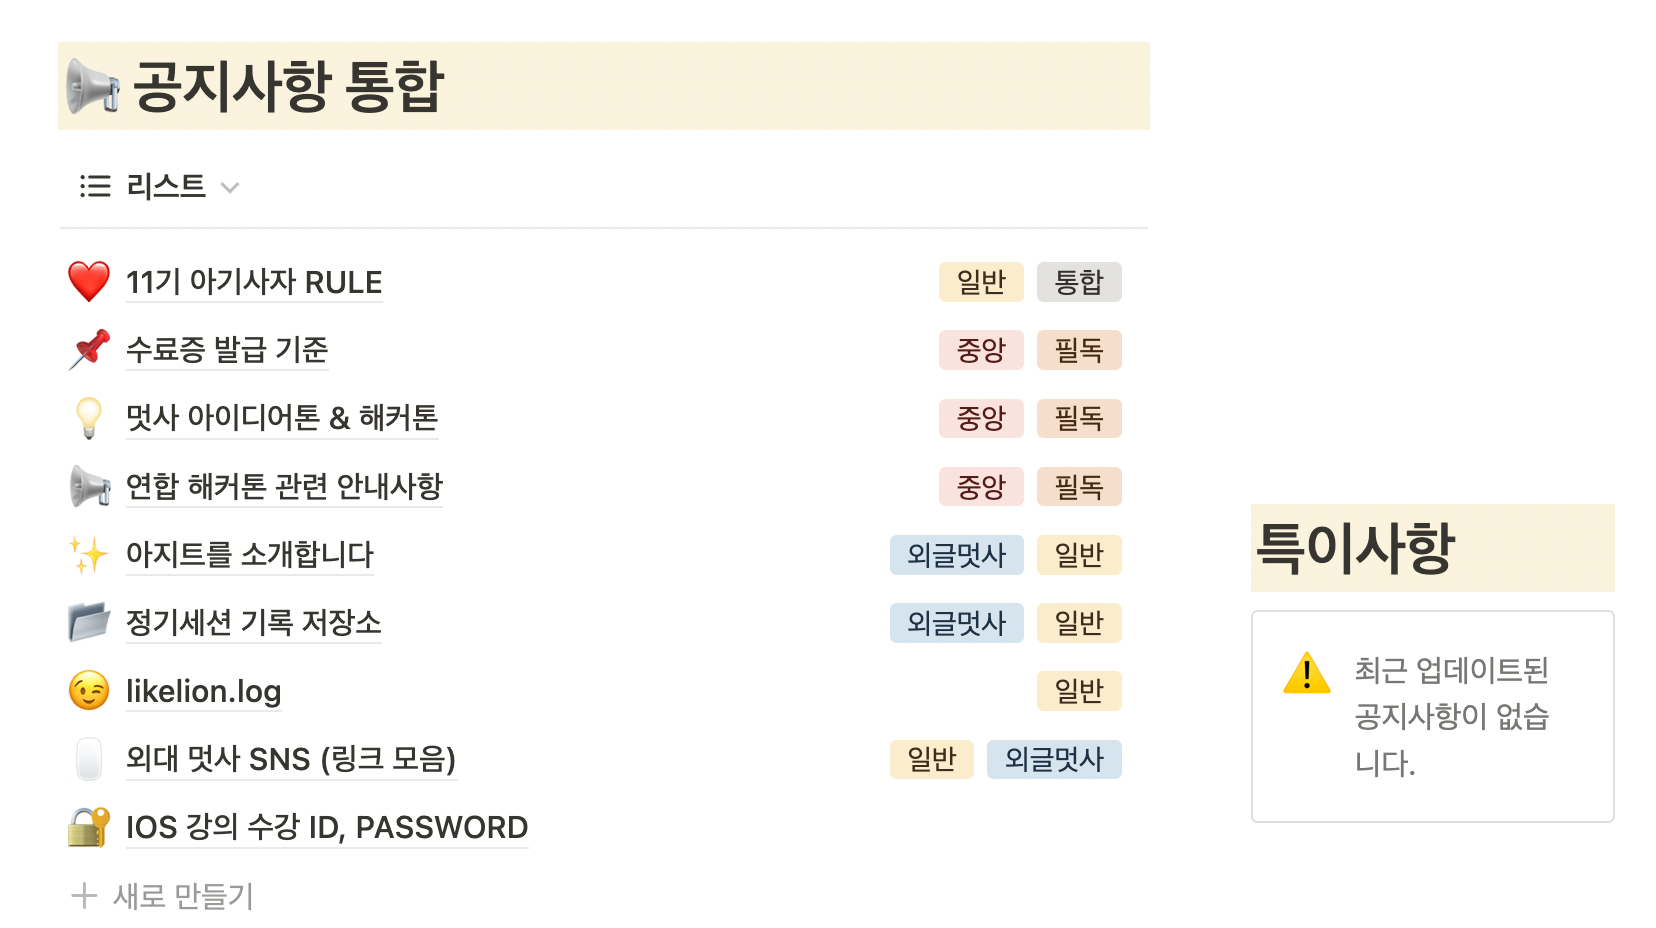 공지사항 통합
리스트
11기 아기사자 RULE 일반 통합
수료증 발급 기준 중앙 필독
멋사 아이디어톤 & 해커톤 중앙 필독
연합 해커톤 관련 안내사항 중앙 필독
아지트를 소개합니다 외글멋사 일반
정기세션 기록 저장소 외글멋사 일반
likelion.log 일반
외대 멋사 SNS (링크 모음) 일반 외글멋사
IOS 강의 수강 ID, PASSWORD
새로 만들기
특이사항
최근 업데이트된
공지사항이 없습
니다.